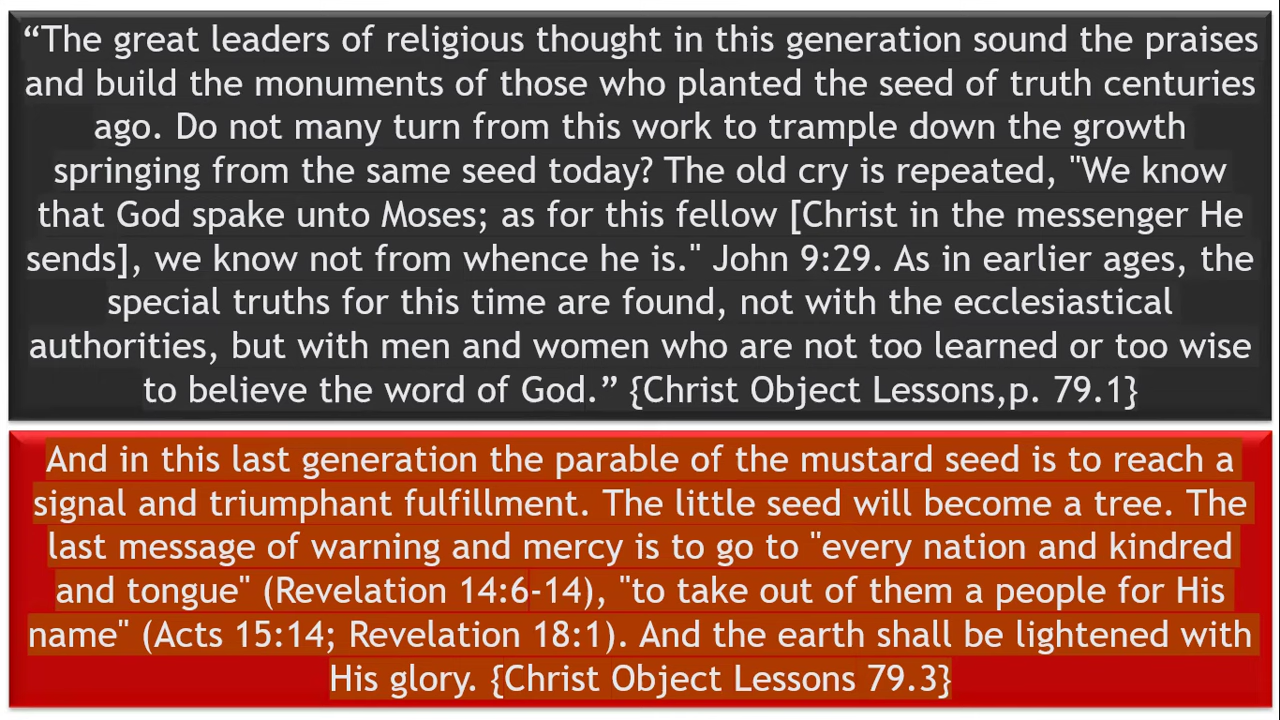 “The great leaders of religious thought in this generation sound the praises
and build the monuments of those who planted the seed of truth centuries
ago. Do not many turn from this work to trample down the growth
springing from the same seed today? The old cry is repeated, "We know
that God spake unto Moses; as for this fellow [Christ in the messenger He
sends], we know not from whence he is." John 9:29. As in earlier ages, the
special truths for this time are found, not with the ecclesiastical
authorities, but with men and women who are not too learned or too wise
to believe the word of God.” {Christ Object Lessons,p. 79.1}
And in this last generation the parable of the mustard seed is to reach a
signal and triumphant fulfillment. The little seed will become a tree. The
last message of warning and mercy is to go to "every nation and kindred
and tongue" (Revelation 14:6-14), "to take out of them a people for His
name" (Acts 15:14; Revelation 18:1). And the earth shall be lightened with
His glory. {Christ Object Lessons 79.3}